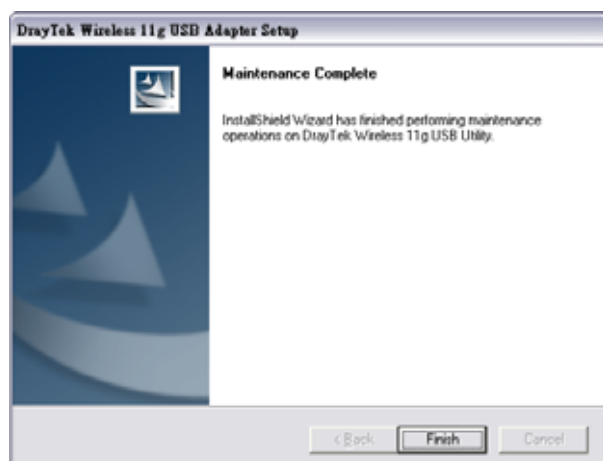 DrayTek Wireless 11g USB Adapter Setup
Maintenance Complete
InstallShield Wizard has finished performing maintenance
operations on DrayTek Wireless 11g USB Utility.
< Back
Finish
Cancel